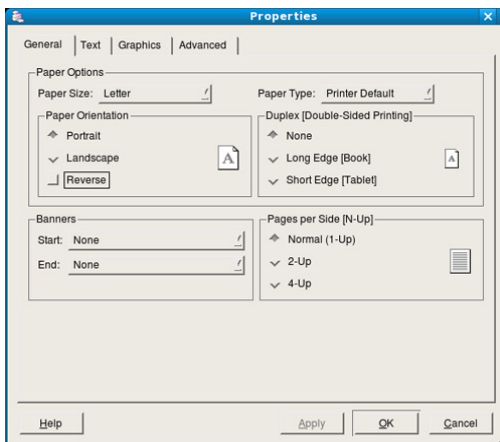 Properties
General Text Graphics Advanced
Paper Options
Paper Size: Letter Paper Type: Printer Default
Paper Orientation Duplex [Double-Sided Printing]
Portrait None
Landscape A Long Edge [Book] A
Reverse Short Edge [Tablet]
Banners Pages per Side [N-Up]
Start: None Normal (1-Up)
End: None 2-Up
4-Up
Help Apply OK Cancel